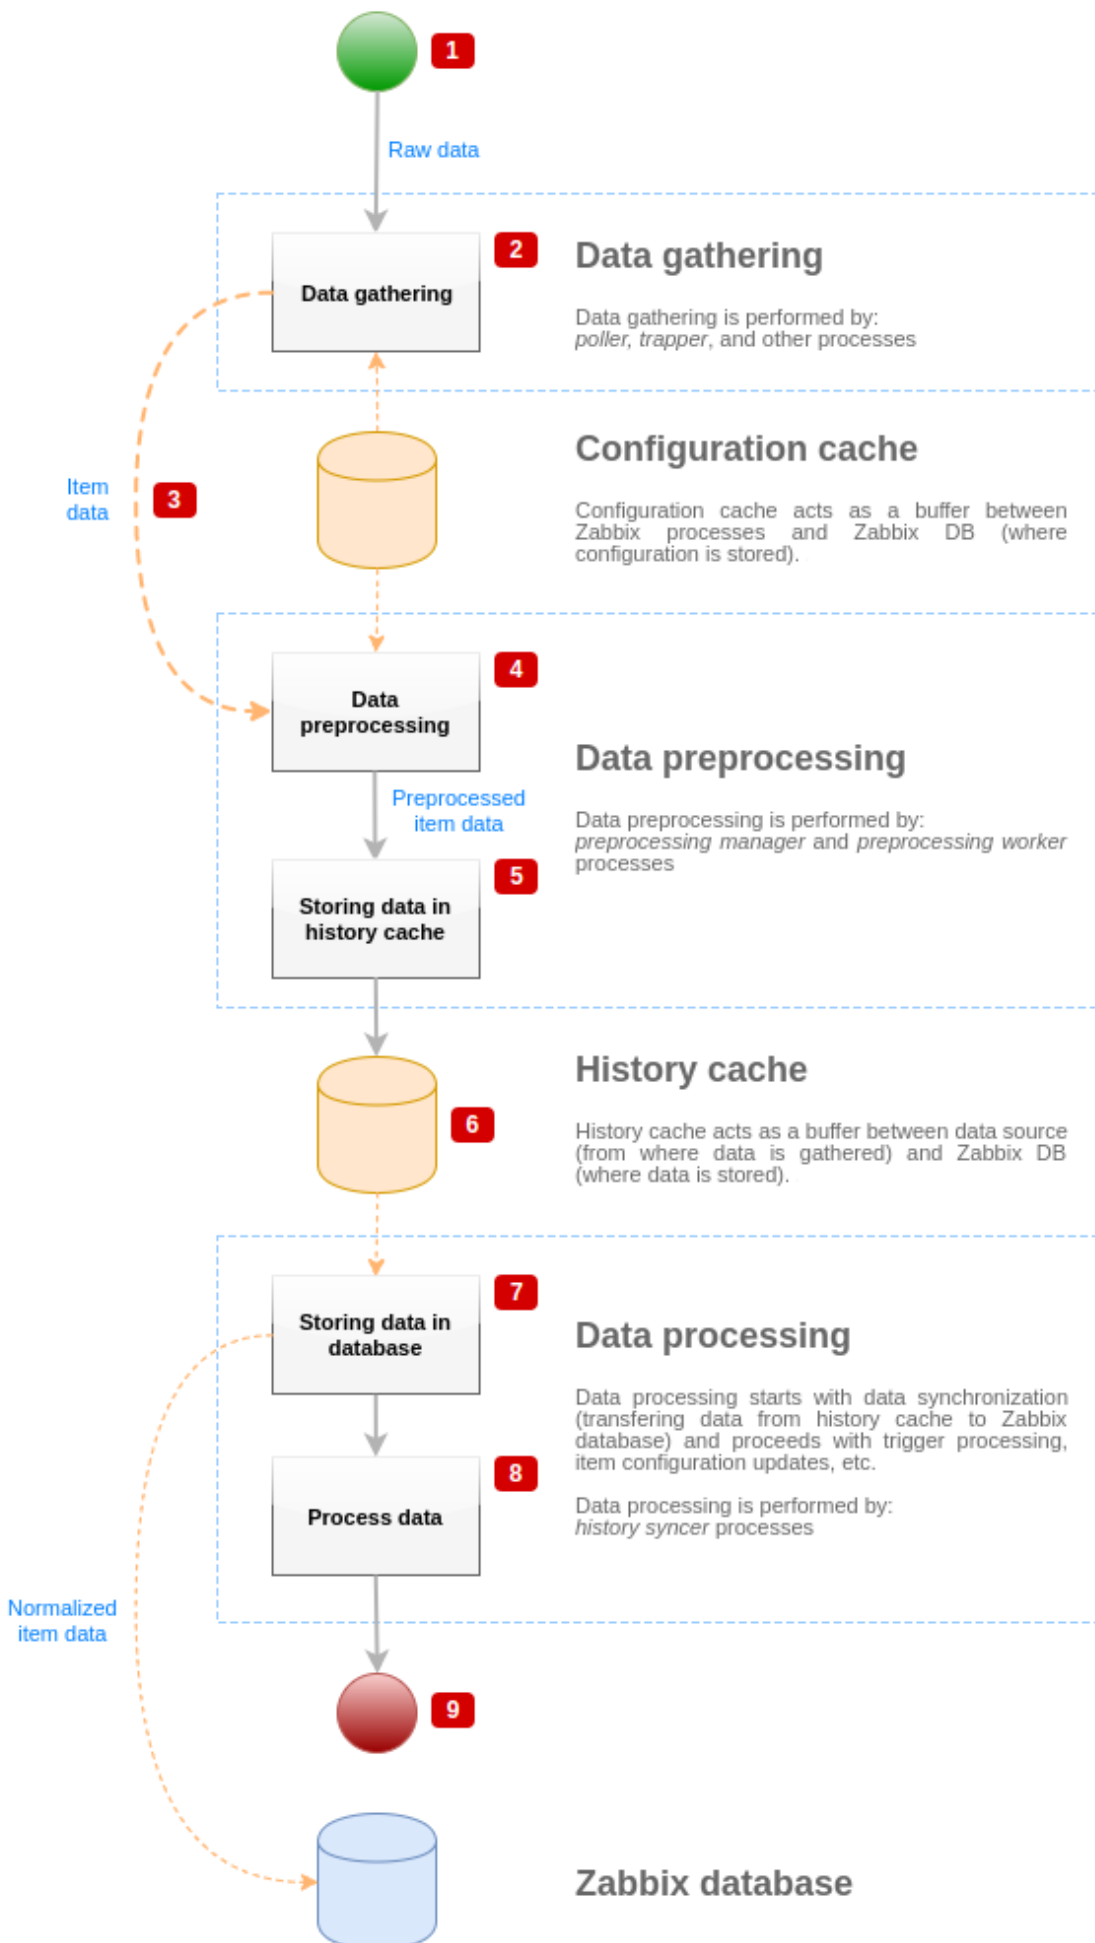 1
Raw data
2
Data gathering
Data gathering
Data gathering is performed by:
poller, trapper, and other processes
Configuration cache
Item
data
3
Configuration cache acts as a buffer between
Zabbix processes and Zabbix DB (where
configuration is stored).
4
Data
preprocessing
Data preprocessing
Preprocessed
item data
Data preprocessing is performed by:
preprocessing manager and preprocessing worker
processes
5
Storing data in
history cache
History cache
6
History cache acts as a buffer between data source
(from where data is gathered) and Zabbix DB
(where data is stored).
7
Storing data in
database
Data processing
Data processing starts with data synchronization
(transfering data from history cache to Zabbix
database) and proceeds with trigger processing,
item configuration updates, etc.
8
Process data
Data processing is performed by:
history syncer processes
Normalized
item data
9
Zabbix database